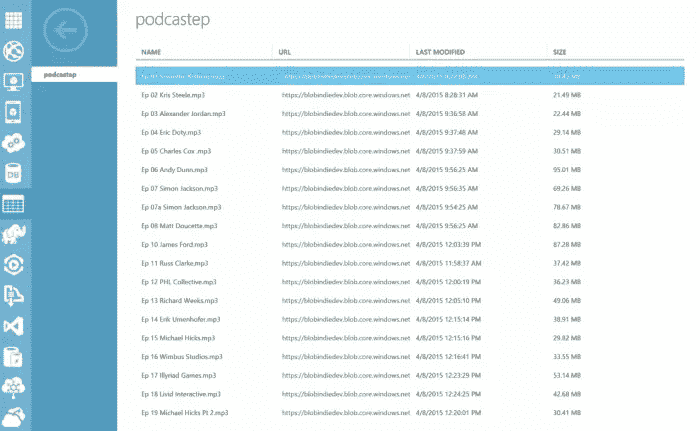 podcastep
NAME URL LAST MODIFIED SIZE
podcastep
Ep 02 Kris Steele.mp3 https://blobindiedev.blob.core.windows.net 4/8/2015 8:28:31 AM 21.49 MB
Ep 03 Alexander Jordan.mp3 https://blobindiedev.blob.core.windows.net 4/8/2015 9:36:58 AM 22.44 MB
Ep 04 Eric Doty.mp3 https://blobindiedev.blob.core.windows.net 4/8/2015 9:37:48 AM 29.14 MB
Ep 05 Charles Cox .mp3 https://blobindiedev.blob.core.windows.net 4/8/2015 9:37:59 AM 30.51 MB
Ep 06 Andy Dunn.mp3 https://blobindiedev.blob.core.windows.net 4/8/2015 9:56:25 AM 95.01 MB
Ep 07 Simon Jackson.mp3 https://blobindiedev.blob.core.windows.net 4/8/2015 9:56:35 AM 69.26 MB
Ep 07a Simon Jackson.mp3 https://blobindiedev.blob.core.windows.net 4/8/2015 9:54:25 AM 78.67 MB
Ep 08 Matt Doucette.mp3 https://blobindiedev.blob.core.windows.net 4/8/2015 9:56:25 AM 82.86 MB
Ep 10 James Ford.mp3 https://blobindiedev.blob.core.windows.net 4/8/2015 12:03:39 PM 87.28 MB
Ep 11 Russ Clarke.mp3 https://blobindiedev.blob.core.windows.net 4/8/2015 11:58:37 AM 37.42 MB
Ep 12 PHL Collective.mp3 https://blobindiedev.blob.core.windows.net 4/8/2015 12:00:19 PM 36.23 MB
Ep 13 Richard Weeks.mp3 https://blobindiedev.blob.core.windows.net 4/8/2015 12:05:10 PM 49.06 MB
Ep 14 Erik Umenhofer.mp3 https://blobindiedev.blob.core.windows.net 4/8/2015 12:15:14 PM 38.91 MB
Ep 15 Michael Hicks.mp3 https://blobindiedev.blob.core.windows.net 4/8/2015 12:15:16 PM 29.82 MB
Ep 16 Wimbus Studios.mp3 https://blobindiedev.blob.core.windows.net 4/8/2015 12:16:41 PM 33.55 MB
Ep 17 Illyriad Games.mp3 https://blobindiedev.blob.core.windows.net 4/8/2015 12:23:29 PM 53.14 MB
Ep 18 Livid Interactive.mp3 https://blobindiedev.blob.core.windows.net 4/8/2015 12:24:25 PM 42.68 MB
Ep 19 Michael Hicks Pt 2.mp3 https://blobindiedev.blob.core.windows.net 4/8/2015 12:20:01 PM 30.41 MB
DB